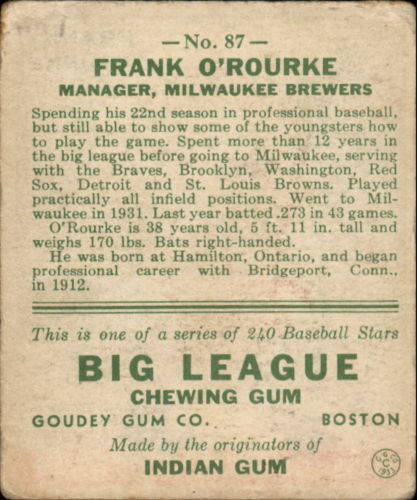 —No. 87—
FRANK O'ROURKE
MANAGER, MILWAUKEE BREWERS
Spending his 22nd season in professional baseball,
but still able to show some of the youngsters how
to play the game. Spent more than 12 years in
the big league before going to Milwaukee, serving
with the Braves, Brooklyn, Washington, Red
Sox, Detroit and St. Louis Browns. Played
practically all infield positions. Went to Mil-
waukee in 1931. Last year batted .273 in 43 games.
O'Rourke is 38 years old, 5 ft. 11 in. tall and
weighs 170 lbs. Bats right-handed.
He was born at Hamilton, Ontario, and began
professional career with Bridgeport, Conn.,
in 1912.
This is one of a series of 240 Baseball Stars
BIG LEAGUE
CHEWING GUM
GOUDEY GUM CO. BOSTON
Made by the originators of
INDIAN GUM
G.G.CO.
C
1933